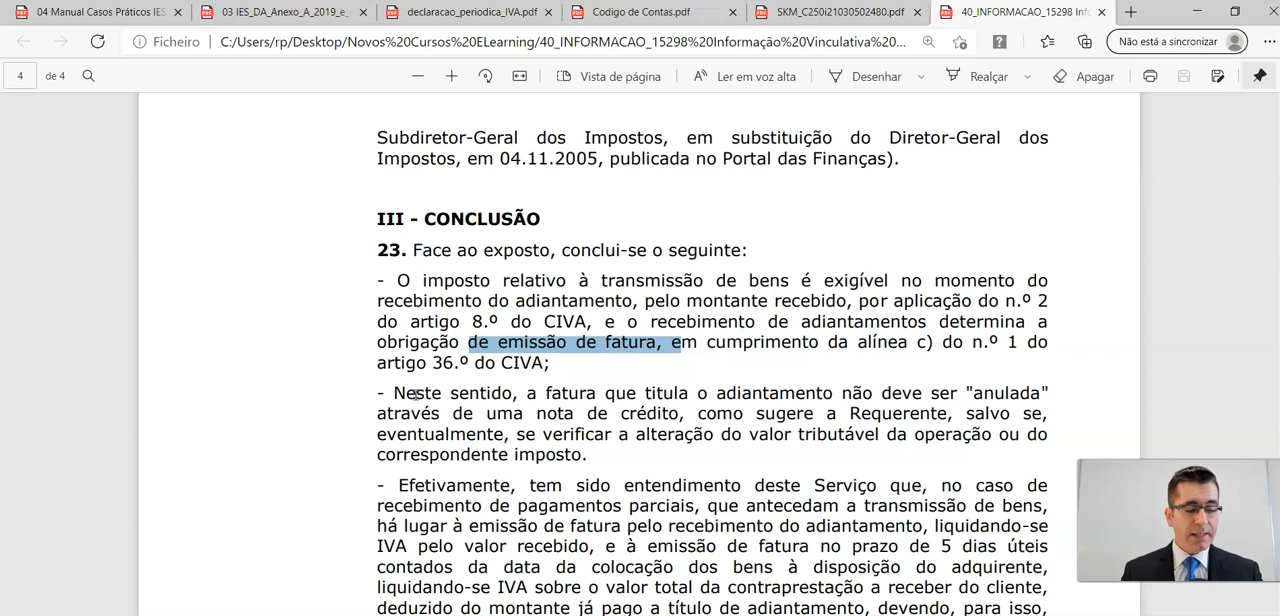 04 Manual Casos Práticos IES
03 IES_DA_Anexo_A_2019_e_
declaracao_periodica_IVA.pdf
Codigo de Contas.pdf
SKM_C250i21030502480.pdf
40_INFORMACAO_15298 Inf
Ficheiro
C:/Users/rp/Desktop/Novos%20Cursos%20ELearning/40_INFORMACAO_15298%20Informação%20Vinculativa%20...
Não está a sincronizar
4 de 4
Vista de página
Ler em voz alta
Desenhar
Realçar
Apagar
Subdiretor-Geral dos Impostos, em substituição do Diretor-Geral dos
Impostos, em 04.11.2005, publicada no Portal das Finanças).
III - CONCLUSÃO
23. Face ao exposto, conclui-se o seguinte:
- O imposto relativo à transmissão de bens é exigível no momento do
recebimento do adiantamento, pelo montante recebido, por aplicação do n.º 2
do artigo 8.º do CIVA, e o recebimento de adiantamentos determina a
obrigação de emissão de fatura, em cumprimento da alínea c) do n.º 1 do
artigo 36.º do CIVA;
- Neste sentido, a fatura que titula o adiantamento não deve ser "anulada"
através de uma nota de crédito, como sugere a Requerente, salvo se,
eventualmente, se verificar a alteração do valor tributável da operação ou do
correspondente imposto.
- Efetivamente, tem sido entendimento deste Serviço que, no caso de
recebimento de pagamentos parciais, que antecedam a transmissão de bens,
há lugar à emissão de fatura pelo recebimento do adiantamento, liquidando-se
IVA pelo valor recebido, e à emissão de fatura no prazo de 5 dias úteis
contados da data da colocação dos bens à disposição do adquirente,
liquidando-se IVA sobre o valor total da contraprestação a receber do cliente,
deduzido do montante já pago a título de adiantamento, devendo, para isso,